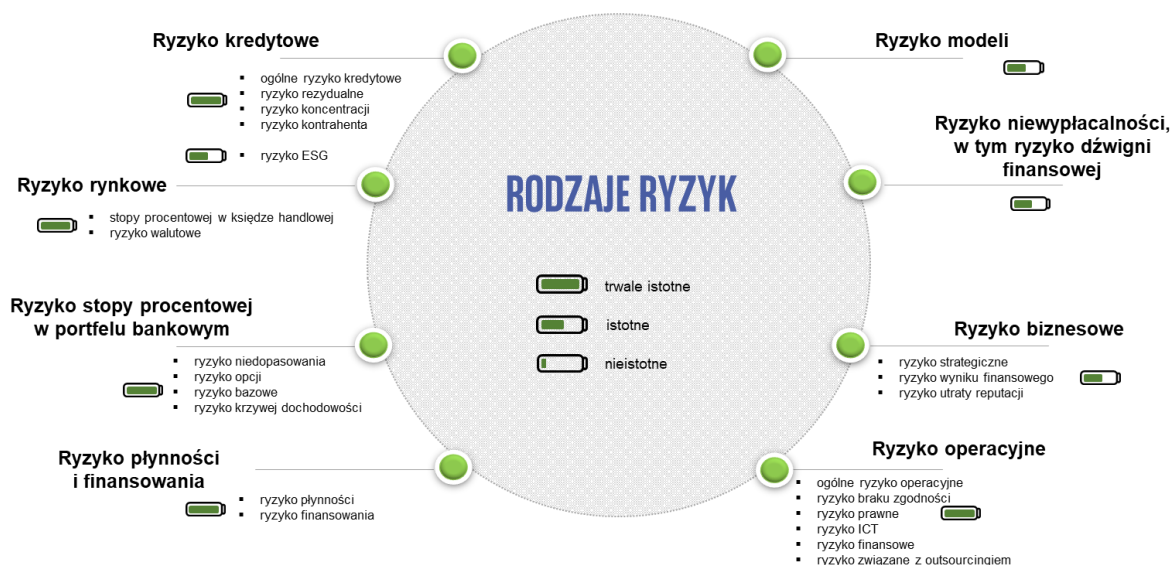 Ryzyko kredytowe
▪ ogólne ryzyko kredytowe
▪ ryzyko rezydualne
▪ ryzyko koncentracji
▪ ryzyko kontrahenta
▪ ryzyko ESG
Ryzyko rynkowe
▪ stopy procentowej w księdze handlowej
▪ ryzyko walutowe
Ryzyko stopy procentowej
w portfelu bankowym
▪ ryzyko niedopasowania
▪ ryzyko opcji
▪ ryzyko bazowe
▪ ryzyko krzywej dochodowości
Ryzyko płynności
i finansowania
▪ ryzyko płynności
▪ ryzyko finansowania
RODZAJE RYZYK
trwale istotne
istotne
nieistotne
Ryzyko modeli
Ryzyko niewypłacalności,
w tym ryzyko dźwigni
finansowej
Ryzyko biznesowe
▪ ryzyko strategiczne
▪ ryzyko wyniku finansowego
▪ ryzyko utraty reputacji
Ryzyko operacyjne
▪ ogólne ryzyko operacyjne
▪ ryzyko braku zgodności
▪ ryzyko prawne
▪ ryzyko ICT
▪ ryzyko finansowe
▪ ryzyko związane z outsourcingiem